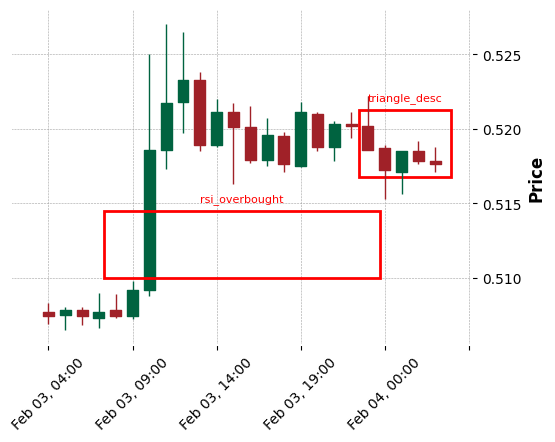 triangle_desc
rsi_overbought
0.525
0.520
0.515
0.510
Price
Feb 03, 04:00
Feb 03, 09:00
Feb 03, 14:00
Feb 03, 19:00
Feb 04, 00:00